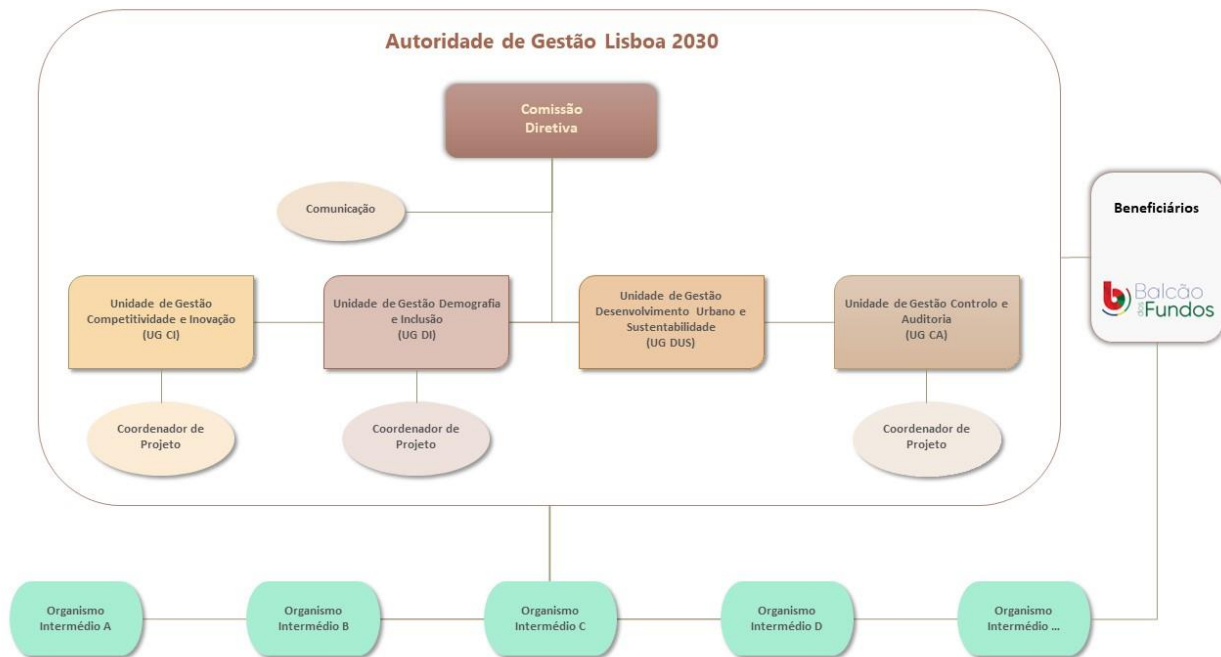 Autoridade de Gestão Lisboa 2030
Comissão
Diretiva
Comunicação
Beneficiários
Balcão
dos Fundos
Unidade de Gestão
Competitividade e Inovação
(UG CI)
Unidade de Gestão Demografia
e Inclusão
(UG DI)
Unidade de Gestão
Desenvolvimento Urbano e
Sustentabilidade
(UG DUS)
Unidade de Gestão Controlo e
Auditoria
(UG CA)
Coordenador de
Projeto
Coordenador de
Projeto
Coordenador de
Projeto
Organismo
Intermédio A
Organismo
Intermédio B
Organismo
Intermédio C
Organismo
Intermédio D
Organismo
Intermédio ...